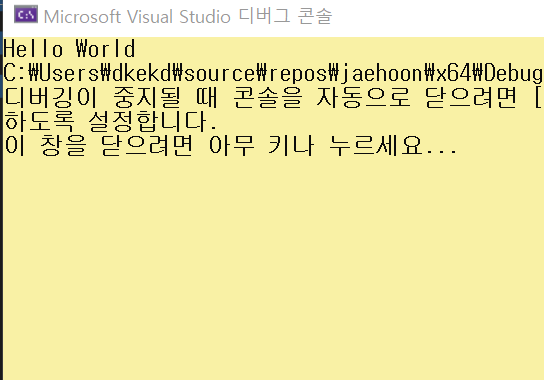 Microsoft Visual Studio 디버그 콘솔
Hello World
C:₩Users₩dkekd₩source₩repos₩jaehoon₩x64₩Debug
디버깅이 중지될 때 콘솔을 자동으로 닫으려면 [
하도록 설정합니다.
이 창을 닫으려면 아무 키나 누르세요...